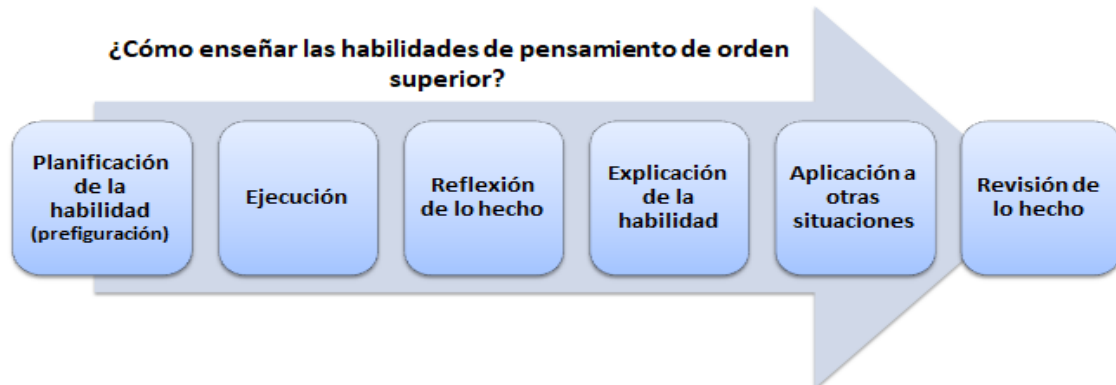 ¿Cómo enseñar las habilidades de pensamiento de orden
superior?
Planificación
de la
habilidad
(prefiguración)
Ejecución
Reflexión
de lo hecho
Explicación
de la
habilidad
Aplicación a
otras
situaciones
Revisión de
lo hecho